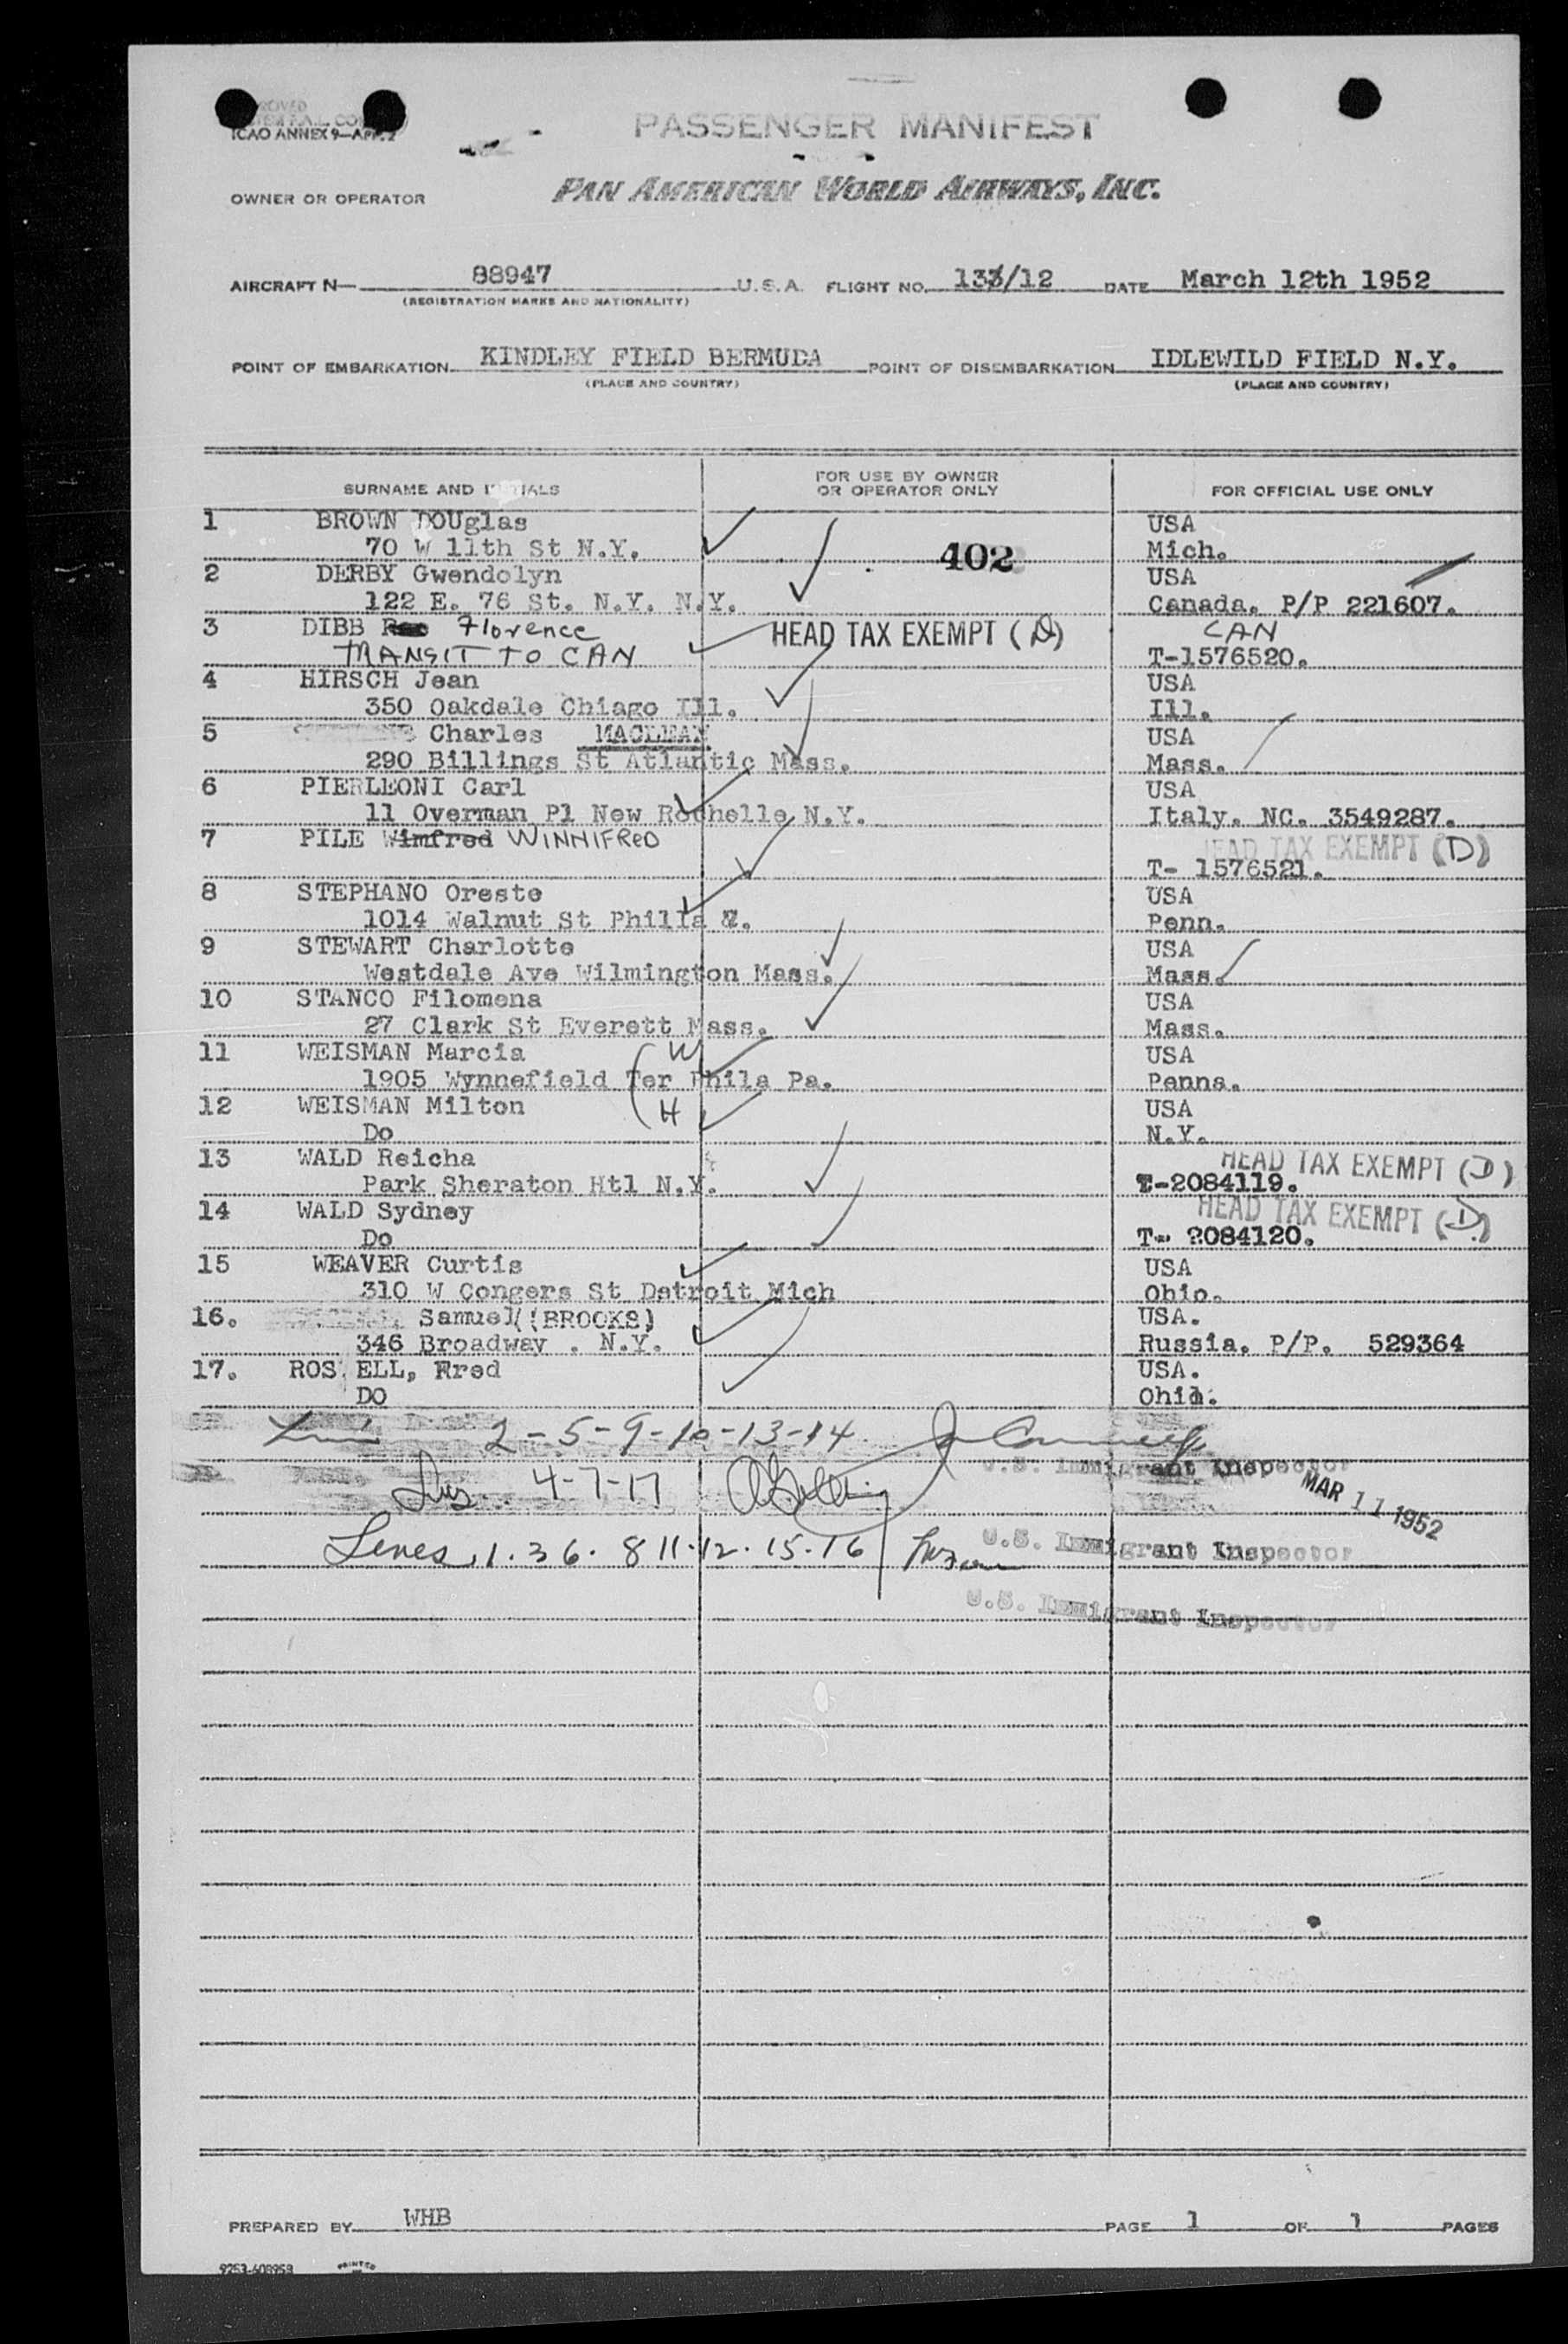 ICAO ANNEX 9—APP. 2
PASSENGER MANIFEST
OWNER OR OPERATOR PAN AMERICAN WORLD AIRWAYS, INC.
AIRCRAFT N— 88947 U.S.A. FLIGHT NO. 133/12 DATE March 12th 1952
(REGISTRATION MARKS AND NATIONALITY)
POINT OF EMBARKATION KINDLEY FIELD BERMUDA POINT OF DISEMBARKATION IDLEWILD FIELD N.Y.
(PLACE AND COUNTRY) (PLACE AND COUNTRY)
SURNAME AND INITIALS FOR USE BY OWNER OR OPERATOR ONLY FOR OFFICIAL USE ONLY
1 BROWN DOUglas USA
70 W 11th St N.Y. 402 Mich.
2 DERBY Gwendolyn USA
122 E. 76 St. N.Y. N.Y. Canada. P/P 221607.
3 DIBB Florence HEAD TAX EXEMPT (D) CAN
TRANSIT TO CAN T-1576520.
4 HIRSCH Jean USA
350 Oakdale Chiago Ill. Ill.
5 Charles MACLEAN USA
290 Billings St Atlantic Mass. Mass.
6 PIERLEONI Carl USA
11 Overman Pl New Rochelle N.Y. Italy. NC. 3549287.
7 PILE Wimfred WINNIFReD HEAD TAX EXEMPT (D)
T- 1576521.
8 STEPHANO Oreste USA
1014 Walnut St Philla Penn.
9 STEWART Charlotte USA
Westdale Ave Wilmington Mass. Mass.
10 STANCO Filomena USA
27 Clark St Everett Mass. Mass.
11 WEISMAN Marcia W USA
1905 Wynnefield Ter Phila Pa. Penna.
12 WEISMAN Milton H USA
Do N.Y.
13 WALD Reicha HEAD TAX EXEMPT (D)
Park Sheraton Htl N.Y. T-2084119.
14 WALD Sydney HEAD TAX EXEMPT (D)
Do T- 2084120.
15 WEAVER Curtis USA
310 W Congers St Detroit Mich Ohio.
16. Samuel (BROOKS) USA.
346 Broadway . N.Y. Russia. P/P. 529364
17. ROS ELL, Fred USA.
DO Ohio.
2-5-9-10-13-14
U.S. Immigrant Inspector
4-7-17
MAR 11 1952
1. 3 6. 8 11.12. 15.16
U.S. Immigrant Inspector
U.S. Immigrant Inspector
PREPARED BY WHB PAGE 1 OF 1 PAGES
9253-608958 PRINTED